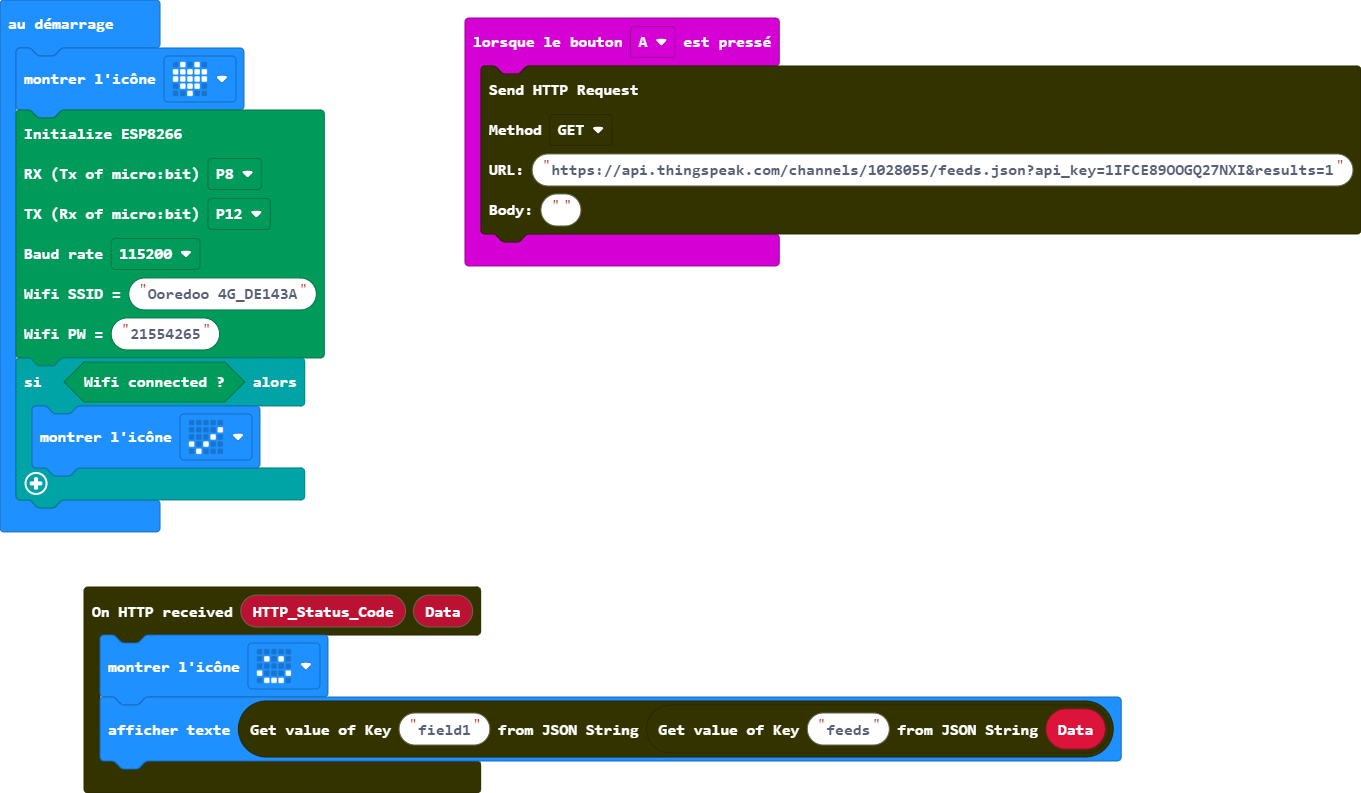 au démarrage
montrer l'icône
Initialize ESP8266
RX (Tx of micro:bit) P8
TX (Rx of micro:bit) P12
Baud rate 115200
Wifi SSID = "Ooredoo 4G_DE143A"
Wifi PW = "21554265"
si Wifi connected ? alors
montrer l'icône
lorsque le bouton A est pressé
Send HTTP Request
Method GET
URL: "https://api.thingspeak.com/channels/1028055/feeds.json?api_key=1IFCE89OOGQ27NXI&results=1"
Body: ""
On HTTP received HTTP_Status_Code Data
montrer l'icône
afficher texte Get value of Key "field1" from JSON String Get value of Key "feeds" from JSON String Data